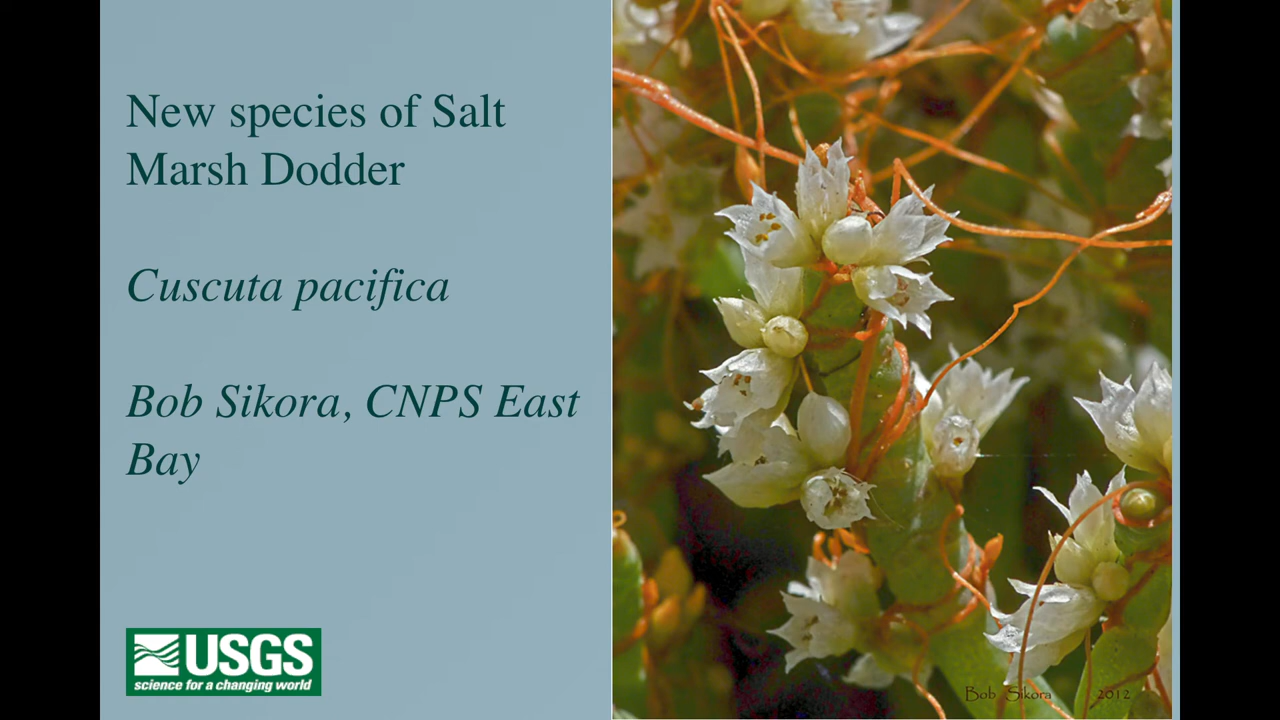 New species of Salt
Marsh Dodder
Cuscuta pacifica
Bob Sikora, CNPS East
Bay
USGS
science for a changing world
Bob Sikora 2012